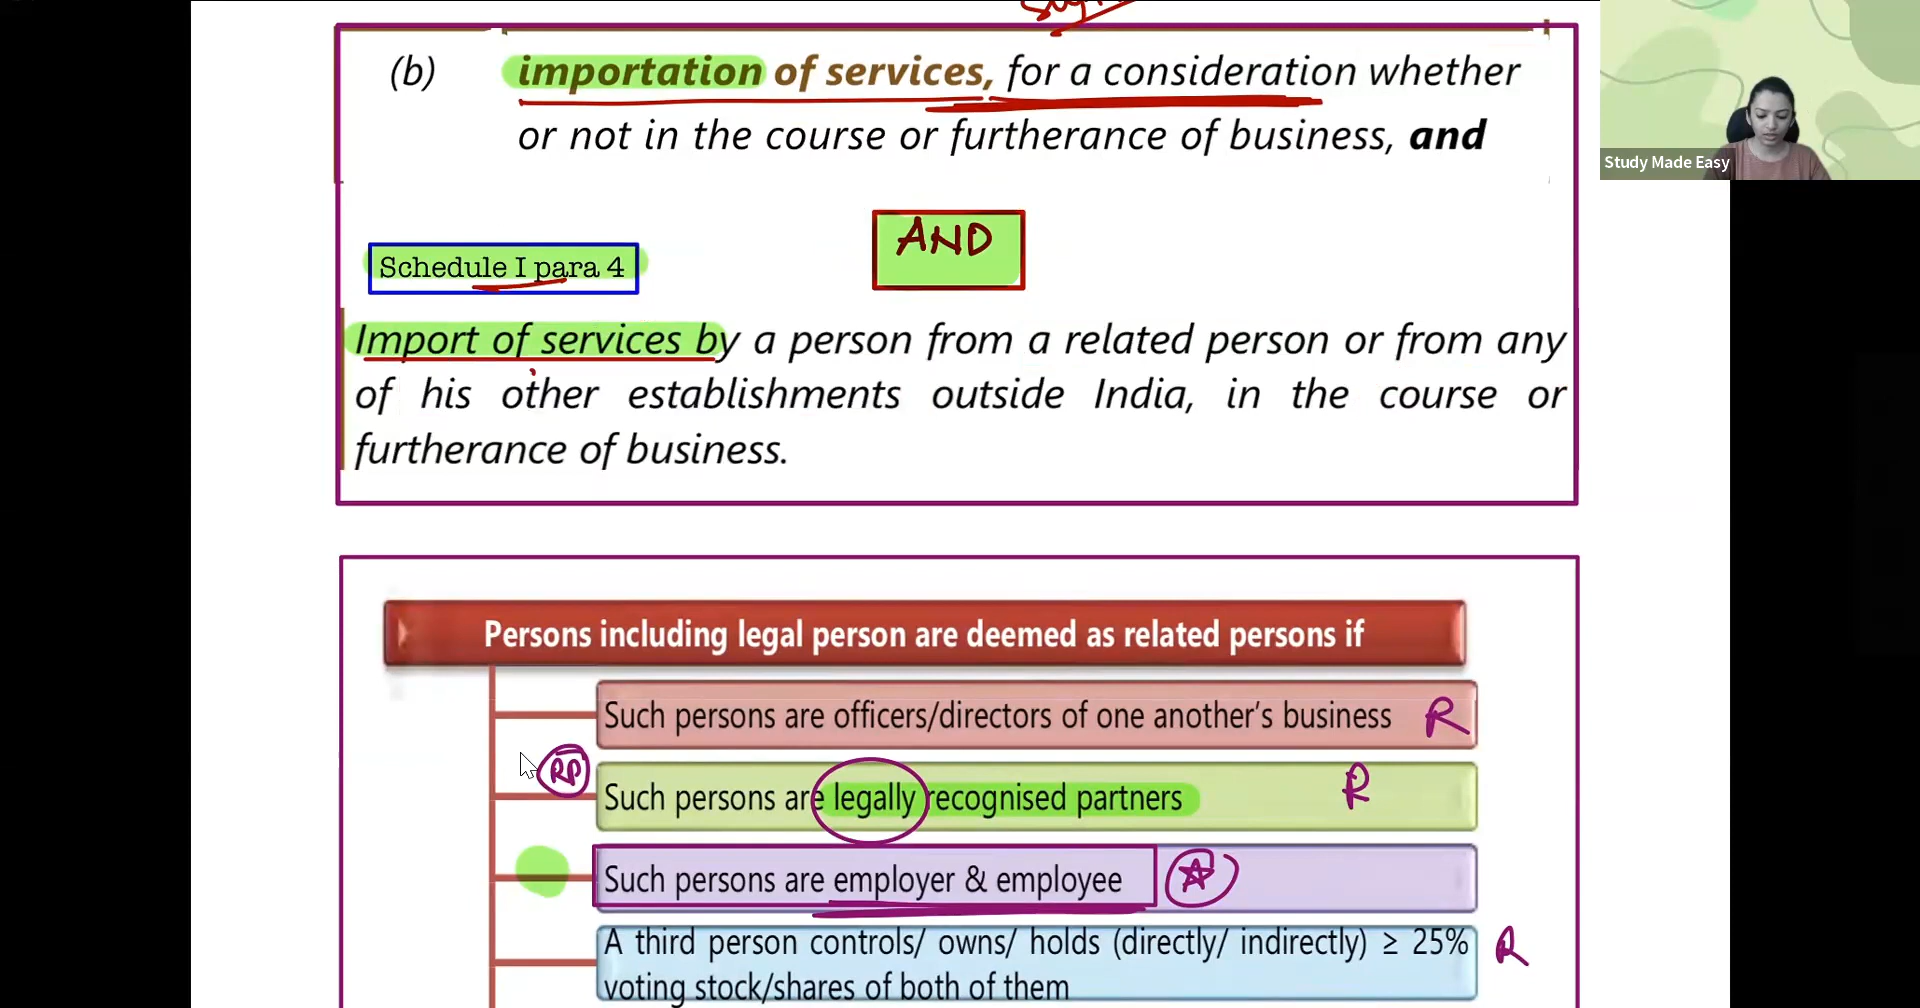 (b) importation of services, for a consideration whether
or not in the course or furtherance of business, and
Study Made Easy
AND
Schedule I para 4
Import of services by a person from a related person or from any
of his other establishments outside India, in the course or
furtherance of business.
Persons including legal person are deemed as related persons if
Such persons are officers/directors of one another's business R
RP
Such persons are legally recognised partners R
Such persons are employer & employee
A third person controls/ owns/ holds (directly/ indirectly) ≥ 25% R
voting stock/shares of both of them